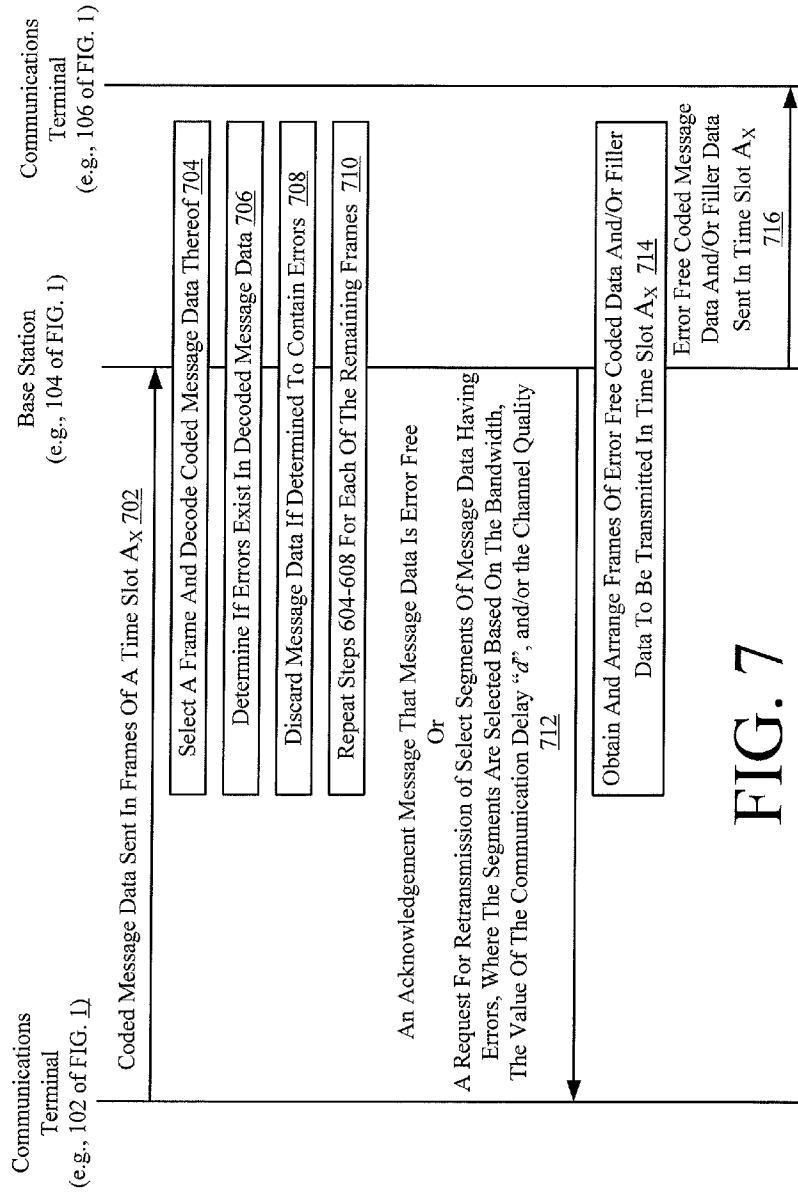 Communications
Terminal
(e.g., 102 of FIG. 1)
Base Station
(e.g., 104 of FIG. 1)
Communications
Terminal
(e.g., 106 of FIG. 1)
Coded Message Data Sent In Frames Of A Time Slot AX 702
Select A Frame And Decode Coded Message Data Thereof 704
Determine If Errors Exist In Decoded Message Data 706
Discard Message Data If Determined To Contain Errors 708
Repeat Steps 604-608 For Each Of The Remaining Frames 710
An Acknowledgement Message That Message Data Is Error Free
Or
A Request For Retransmission of Select Segments Of Message Data Having
Errors, Where The Segments Are Selected Based On The Bandwidth,
The Value Of The Communication Delay “d”, and/or the Channel Quality
712
Obtain And Arrange Frames Of Error Free Coded Data And/Or Filler
Data To Be Transmitted In Time Slot AX 714
Error Free Coded Message
Data And/Or Filler Data
Sent In Time Slot AX
716
FIG. 7